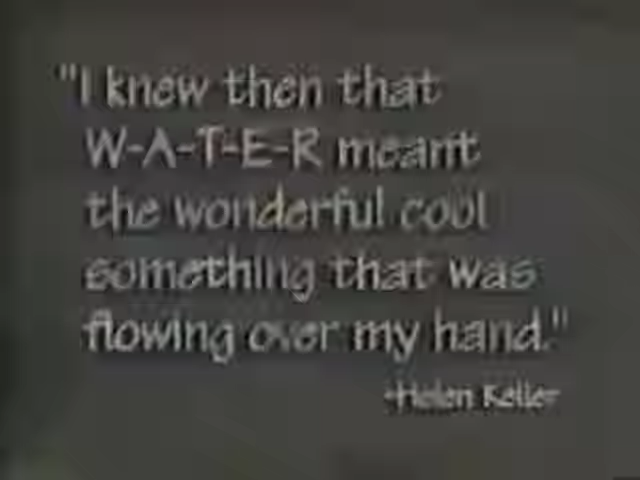 "I knew then that
W-A-T-E-R meant
the wonderful cool
something that was
flowing over my hand."
-Helen Keller